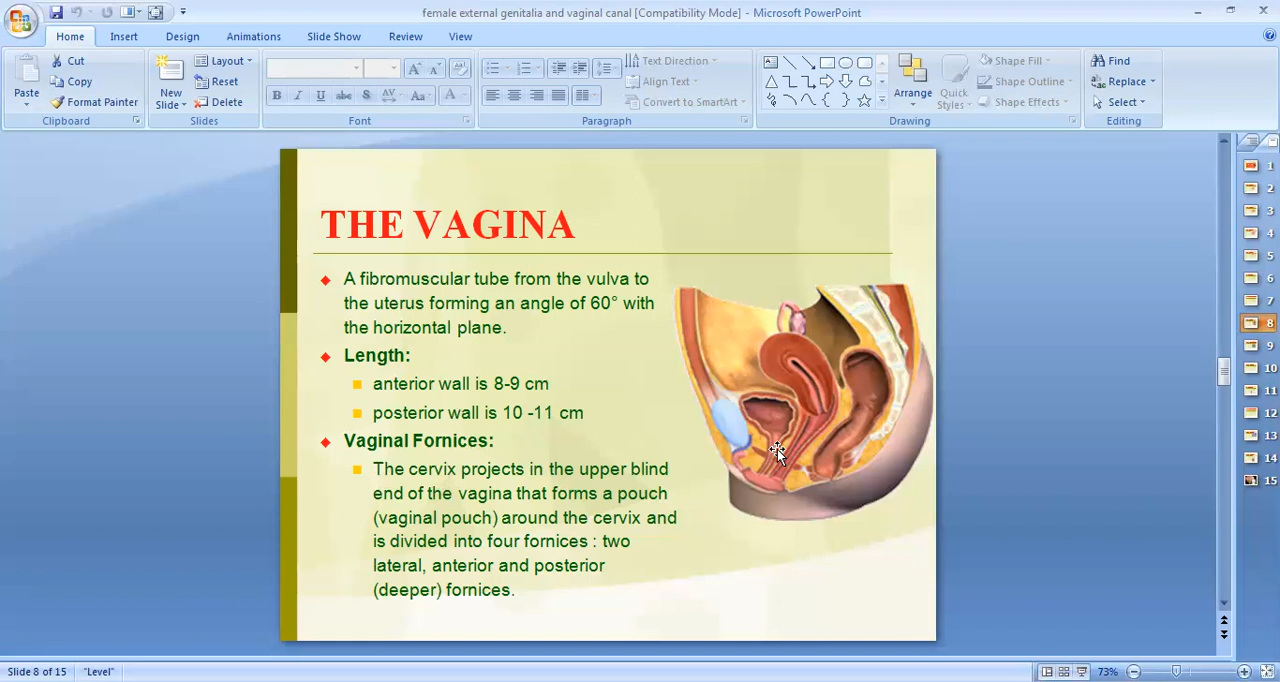 female external genitalia and vaginal canal [Compatibility Mode] - Microsoft PowerPoint
Home Insert Design Animations Slide Show Review View
Cut
Copy
Format Painter
Paste
Clipboard
New
Slide
Layout
Reset
Delete
Slides
B I U abc S AV Aa A
Font
Text Direction
Align Text
Convert to SmartArt
Paragraph
Arrange
Quick
Styles
Shape Fill
Shape Outline
Shape Effects
Drawing
Find
Replace
Select
Editing
THE VAGINA
A fibromuscular tube from the vulva to
the uterus forming an angle of 60° with
the horizontal plane.
Length:
anterior wall is 8-9 cm
posterior wall is 10 -11 cm
Vaginal Fornices:
The cervix projects in the upper blind
end of the vagina that forms a pouch
(vaginal pouch) around the cervix and
is divided into four fornices : two
lateral, anterior and posterior
(deeper) fornices.
1
2
3
4
5
6
7
8
9
10
11
12
13
14
15
Slide 8 of 15 "Level" 73%